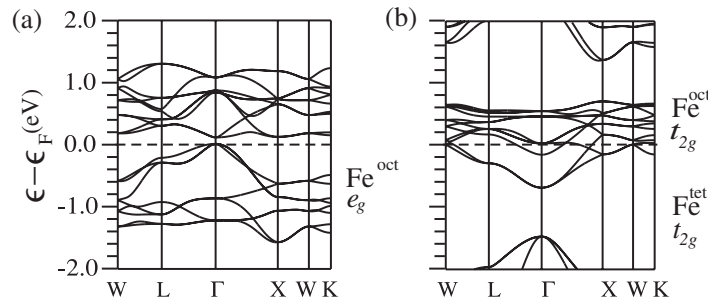 (a)
(b)
ϵ−ϵF(eV)
2.0
1.0
0.0
-1.0
-2.0
Fe oct
eg
Fe oct
t2g
Fe tet
t2g
W L Γ X W K
W L Γ X W K